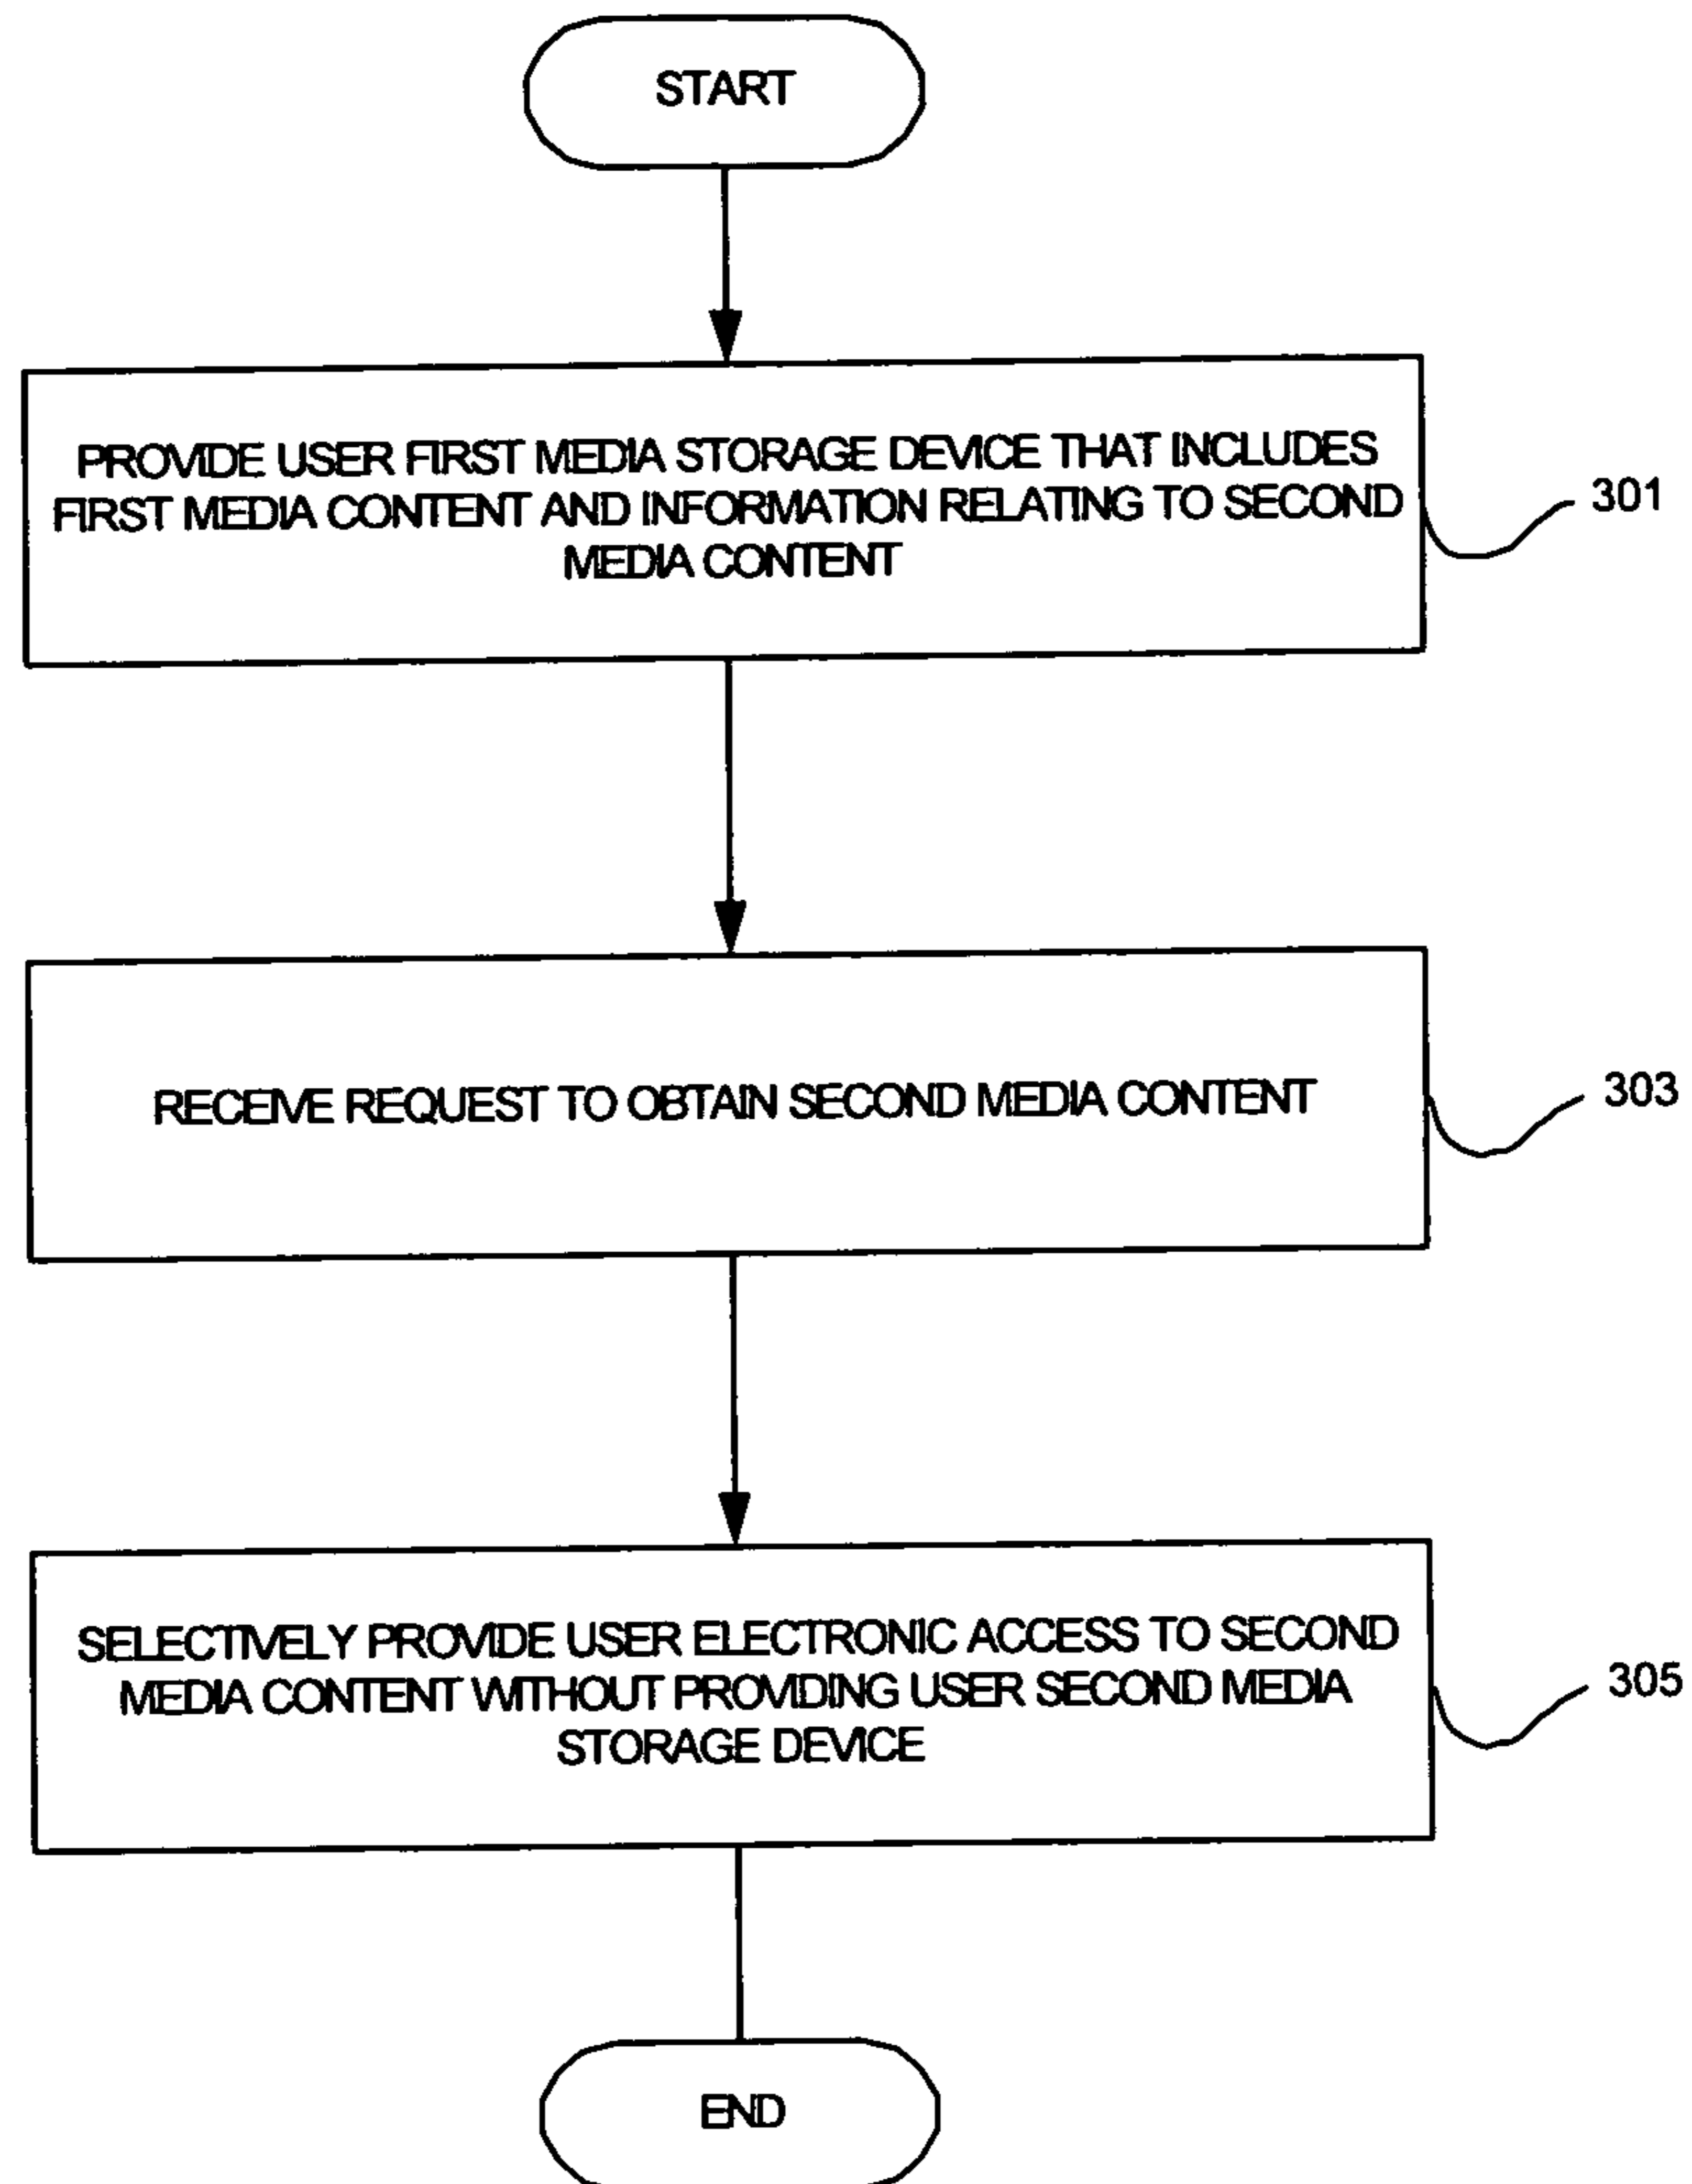 START
PROVIDE USER FIRST MEDIA STORAGE DEVICE THAT INCLUDES
FIRST MEDIA CONTENT AND INFORMATION RELATING TO SECOND
MEDIA CONTENT
301
RECEIVE REQUEST TO OBTAIN SECOND MEDIA CONTENT
303
SELECTIVELY PROVIDE USER ELECTRONIC ACCESS TO SECOND
MEDIA CONTENT WITHOUT PROVIDING USER SECOND MEDIA
STORAGE DEVICE
305
END